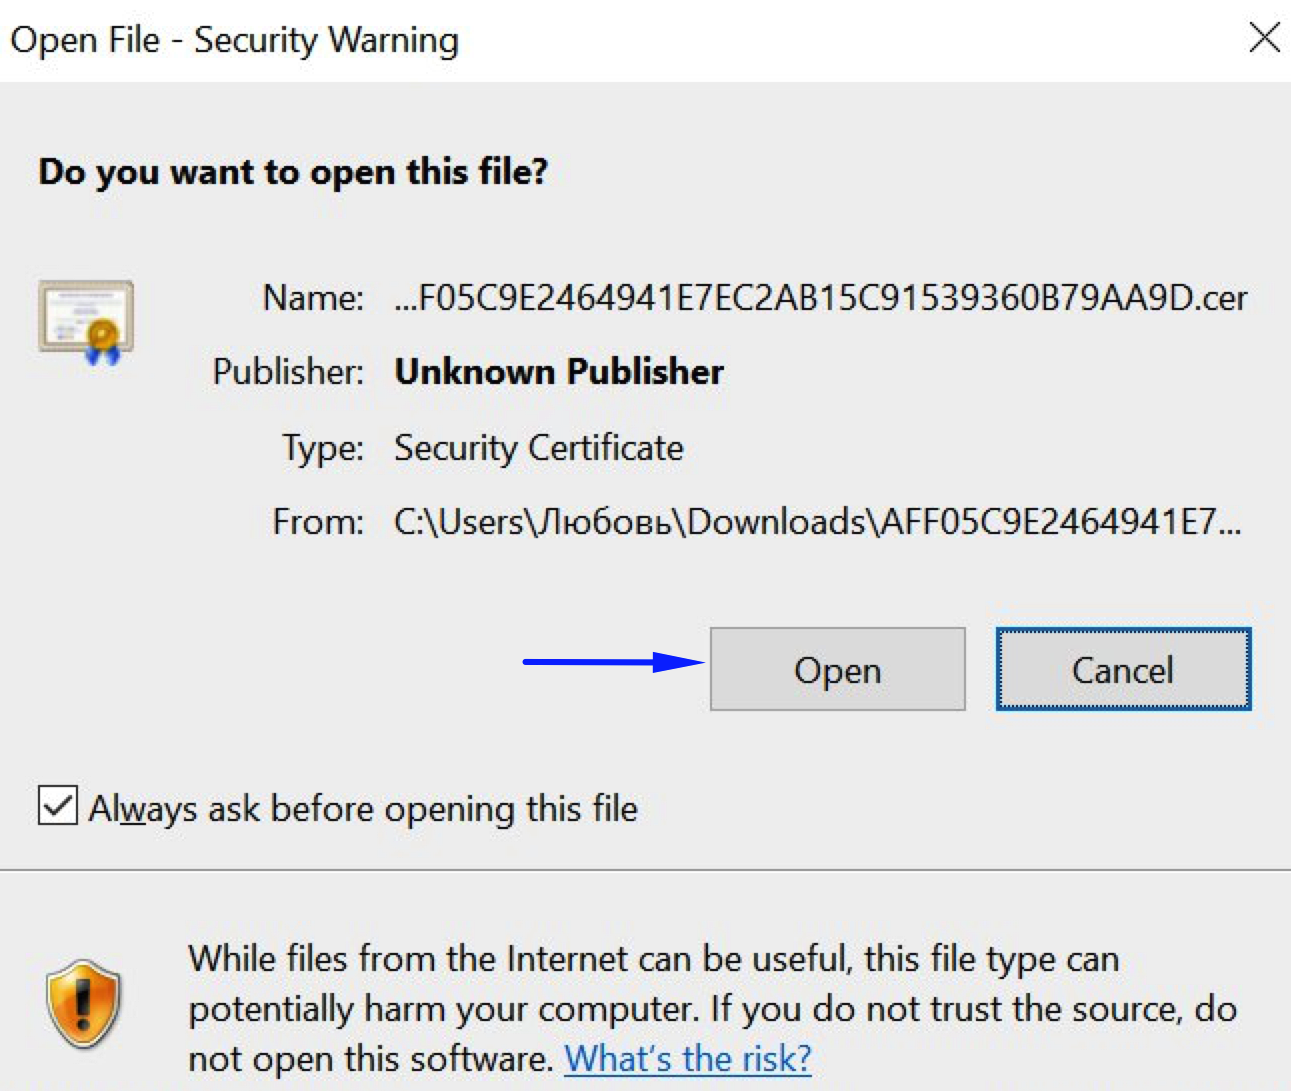 Open File - Security Warning
Do you want to open this file?
Name: ...F05C9E2464941E7EC2AB15C91539360B79AA9D.cer
Publisher: Unknown Publisher
Type: Security Certificate
From: C:\Users\Любовь\Downloads\AFF05C9E2464941E7...
Open Cancel
Always ask before opening this file
While files from the Internet can be useful, this file type can
potentially harm your computer. If you do not trust the source, do
not open this software. What's the risk?